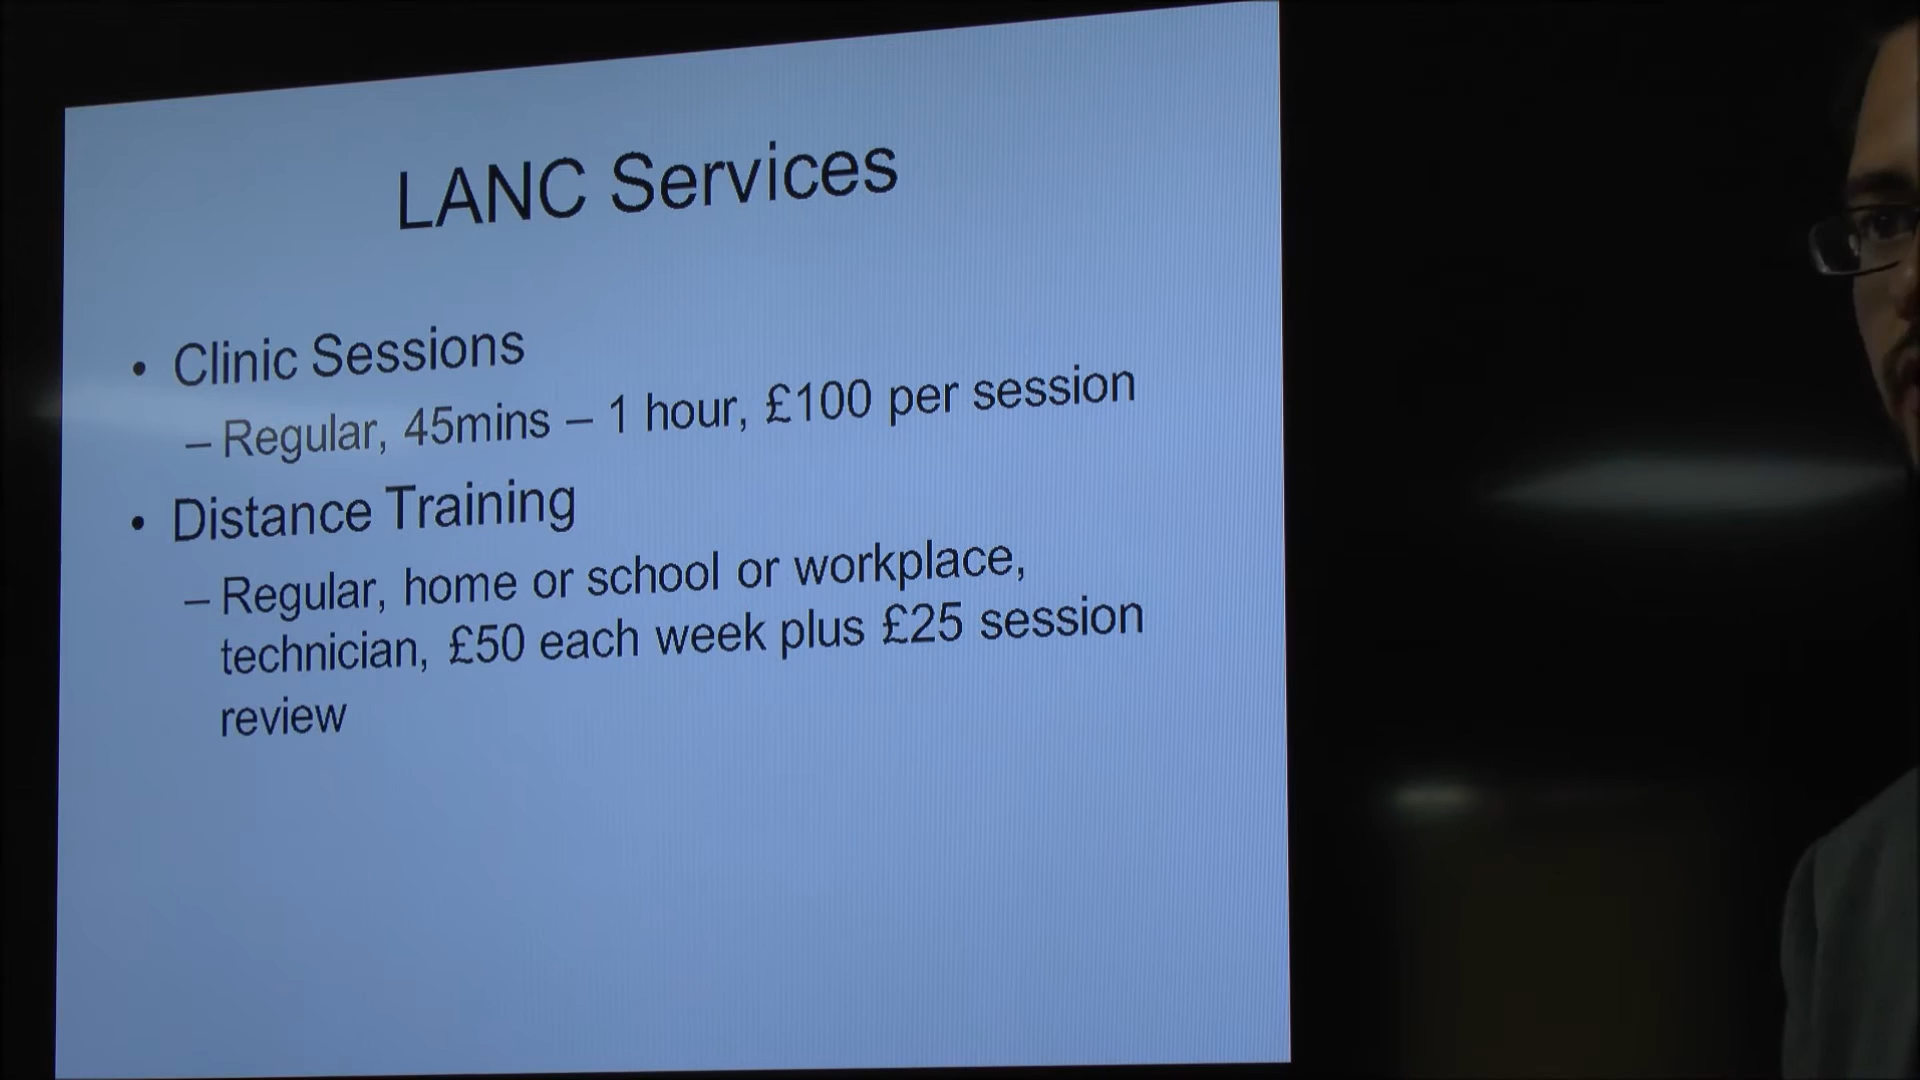 LANC Services
• Clinic Sessions
– Regular, 45mins – 1 hour, £100 per session
• Distance Training
– Regular, home or school or workplace,
technician, £50 each week plus £25 session
review